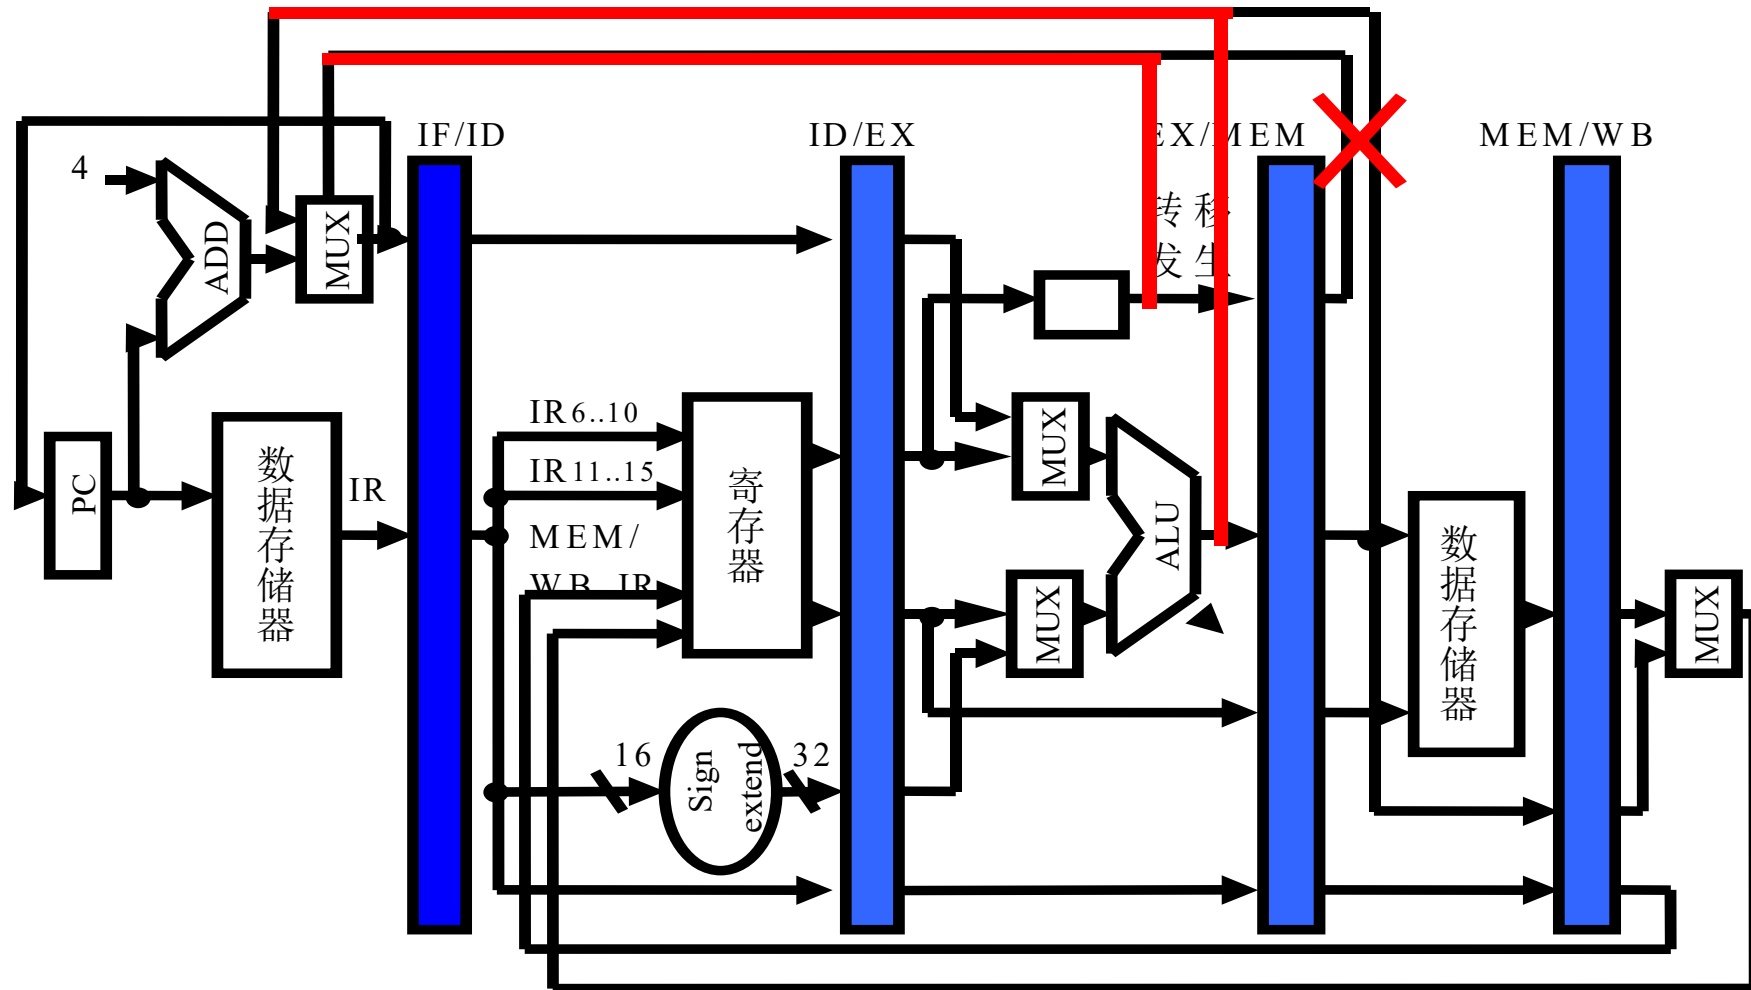 IF/ID
ID/EX
EX/MEM
MEM/WB
4
ADD
MUX
转移
发生
IR6..10
IR11..15
MEM/
WB IR
PC
数据存储器
IR
寄存器
MUX
MUX
ALU
数据存储器
MUX
16
Sign
extend
32